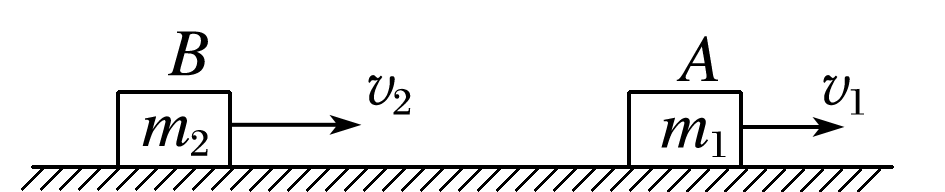 B A
v₂ v₁
m₂ m₁